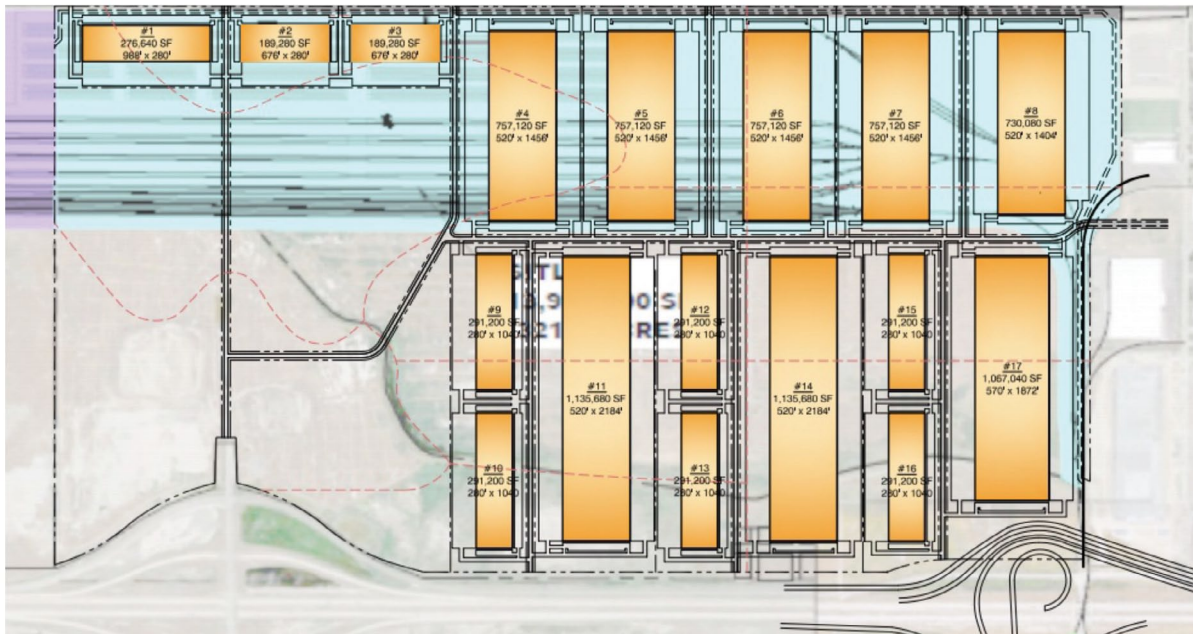 #1
276,640 SF
988' x 280'
#2
189,280 SF
676' x 280'
#3
189,280 SF
676' x 280'
#4
757,120 SF
520' x 1456'
#5
757,120 SF
520' x 1456'
#6
757,120 SF
520' x 1456'
#7
757,120 SF
520' x 1456'
#8
730,080 SF
520' x 1404'
#9
291,200 SF
280' x 1040
#12
291,200 SF
280' x 1040
#15
291,200 SF
280' x 1040
#11
1,135,680 SF
520' x 2184'
#14
1,135,680 SF
520' x 2184'
#17
1,067,040 SF
570' x 1872'
#10
291,200 SF
280' x 1040
#13
291,200 SF
280' x 1040
#16
291,200 SF
280' x 1040